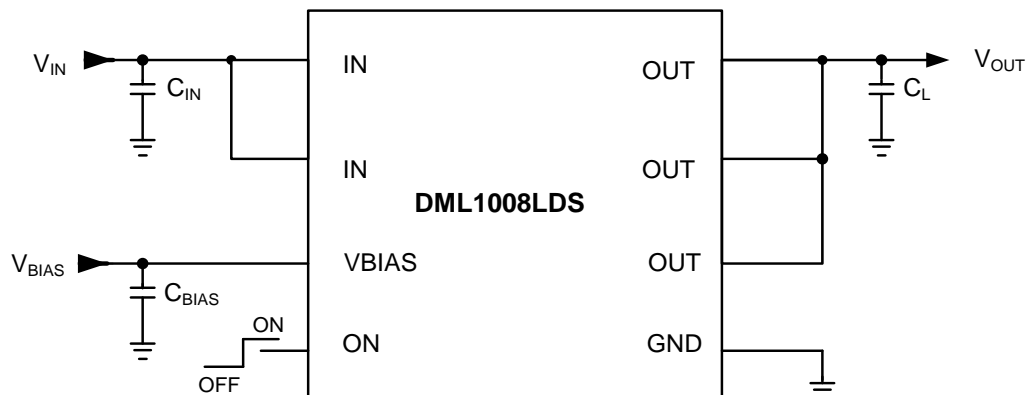 V_IN
C_IN
IN
OUT
C_L
V_OUT
IN
OUT
DML1008LDS
V_BIAS
C_BIAS
VBIAS
OUT
ON
OFF
ON
GND